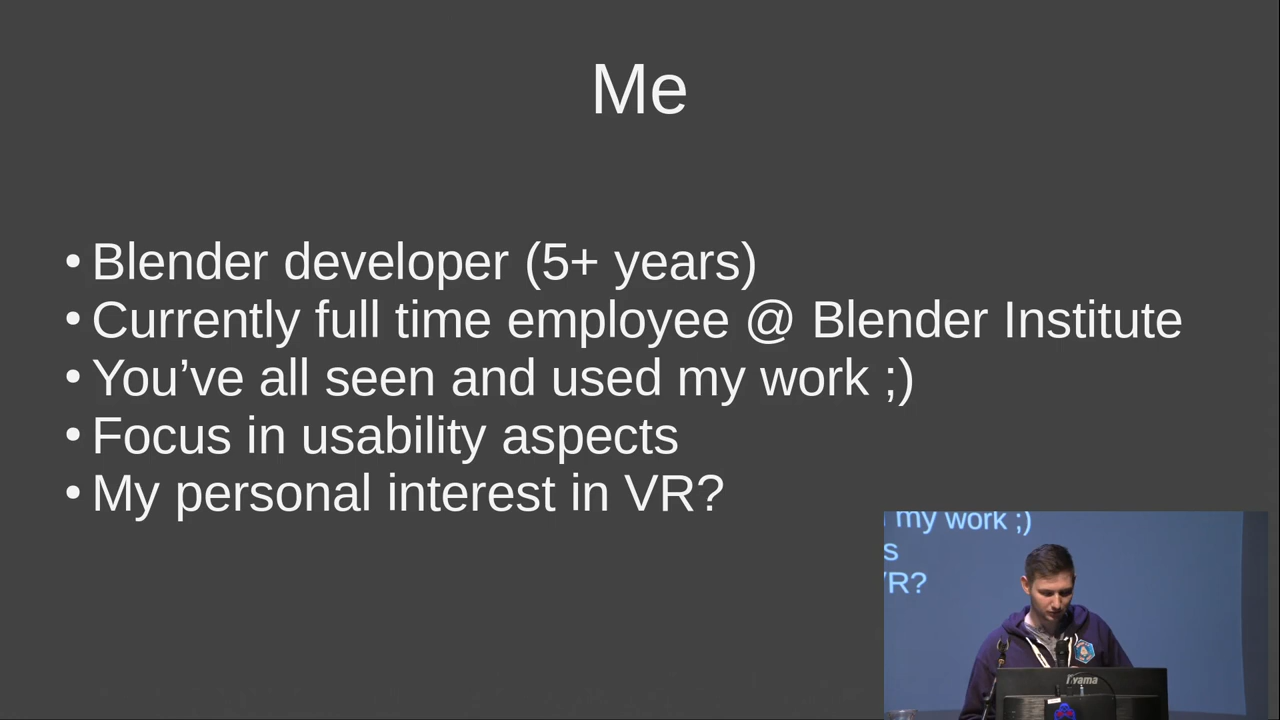 Me
• Blender developer (5+ years)
• Currently full time employee @ Blender Institute
• You’ve all seen and used my work ;)
• Focus in usability aspects
• My personal interest in VR?
my work ;)
s
VR?
iiyama